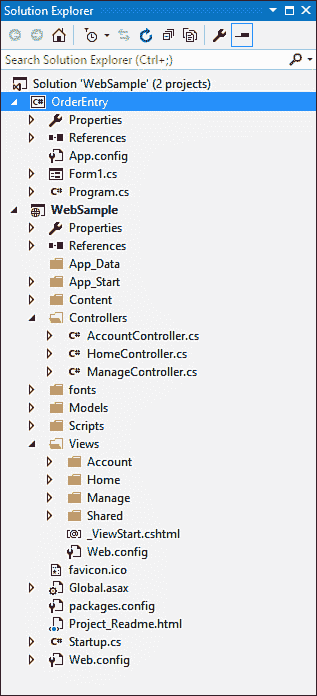 Solution Explorer
Search Solution Explorer (Ctrl+;)
Solution 'WebSample' (2 projects)
C# OrderEntry
Properties
References
App.config
Form1.cs
C# Program.cs
WebSample
Properties
References
App_Data
App_Start
Content
Controllers
C# AccountController.cs
C# HomeController.cs
C# ManageController.cs
fonts
Models
Scripts
Views
Account
Home
Manage
Shared
[@] _ViewStart.cshtml
Web.config
favicon.ico
Global.asax
packages.config
Project_Readme.html
C# Startup.cs
Web.config